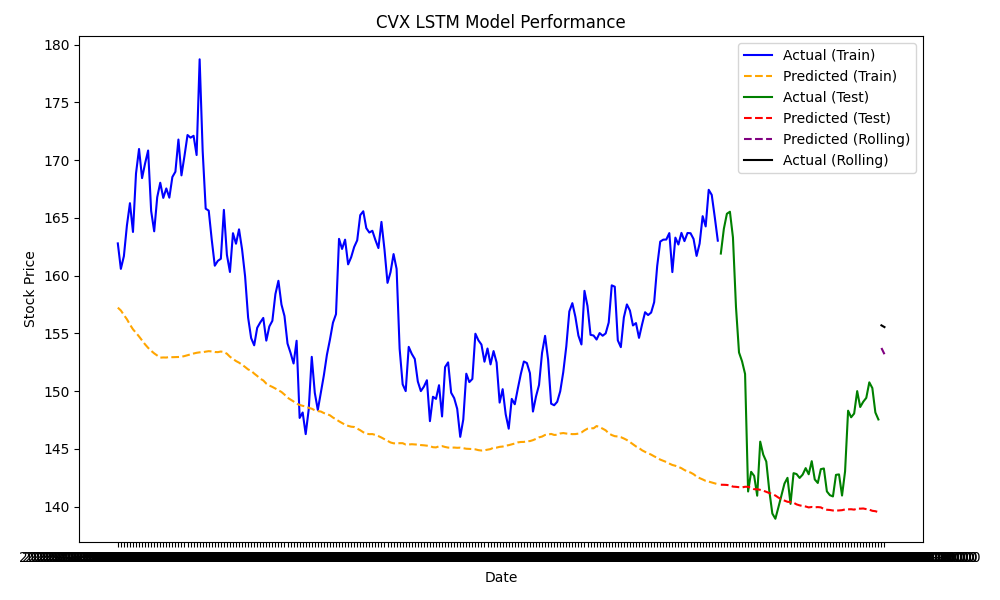 CVX LSTM Model Performance
180
175
170
165
160
155
150
145
140
Stock Price
Actual (Train)
Predicted (Train)
Actual (Test)
Predicted (Test)
Predicted (Rolling)
Actual (Rolling)
Date